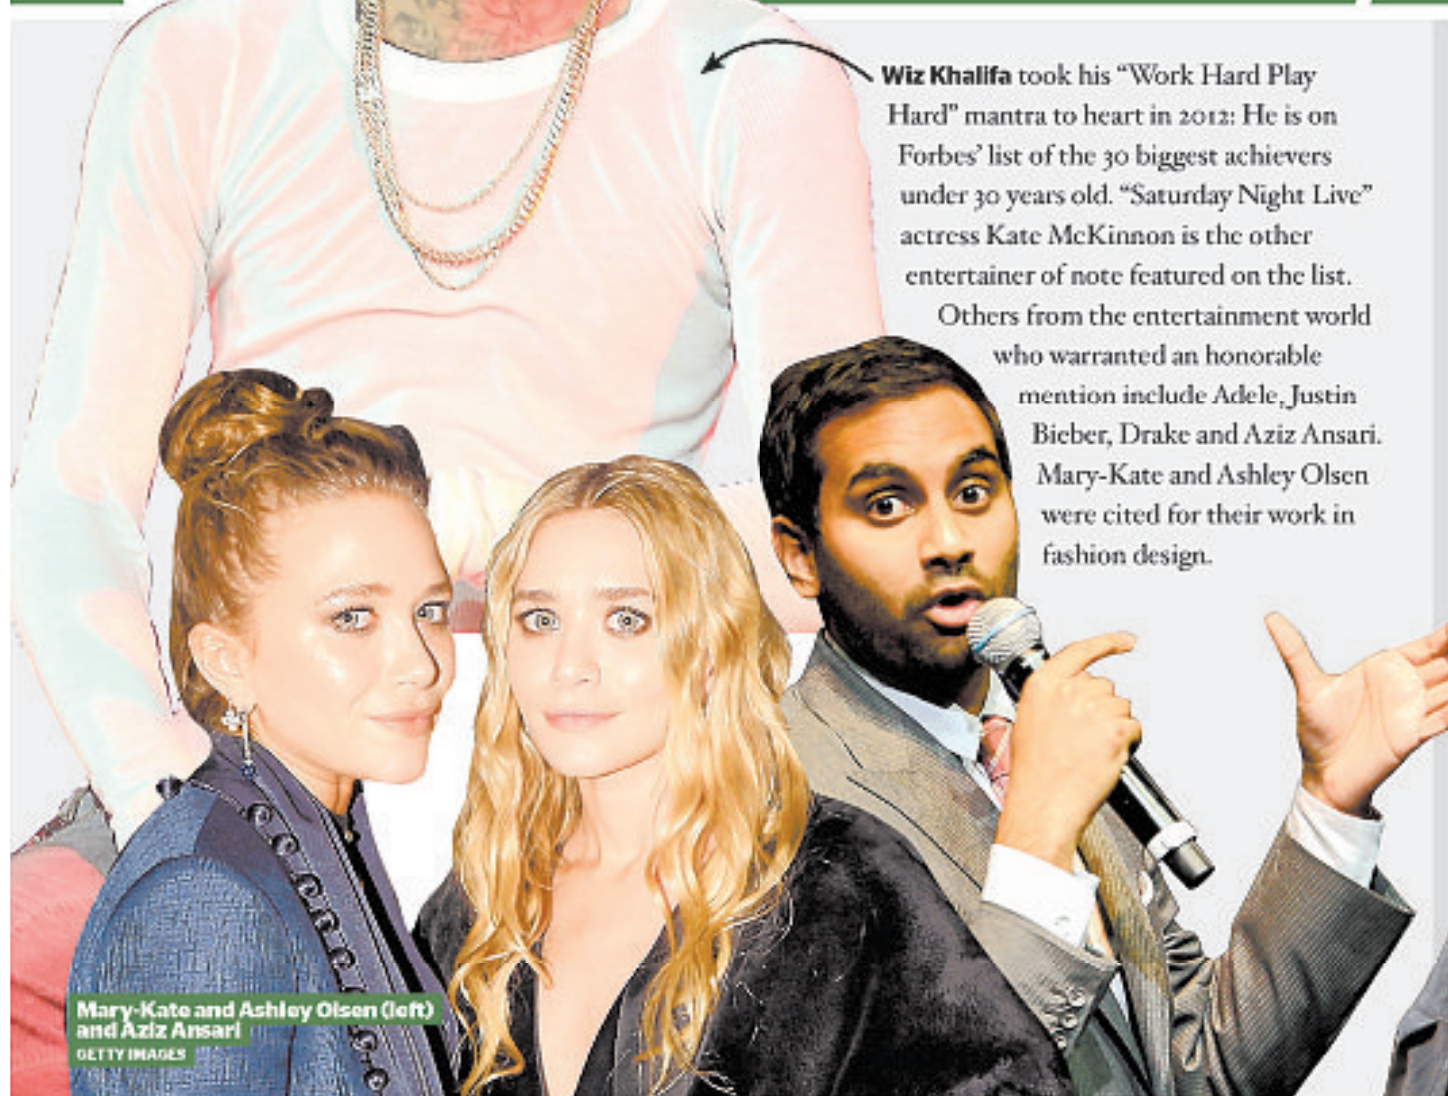 Wiz Khalifa took his “Work Hard Play
Hard” mantra to heart in 2012: He is on
Forbes’ list of the 30 biggest achievers
under 30 years old. “Saturday Night Live”
actress Kate McKinnon is the other
entertainer of note featured on the list.
Others from the entertainment world
who warranted an honorable
mention include Adele, Justin
Bieber, Drake and Aziz Ansari.
Mary-Kate and Ashley Olsen
were cited for their work in
fashion design.
Mary-Kate and Ashley Olsen (left)
and Aziz Ansari
GETTY IMAGES